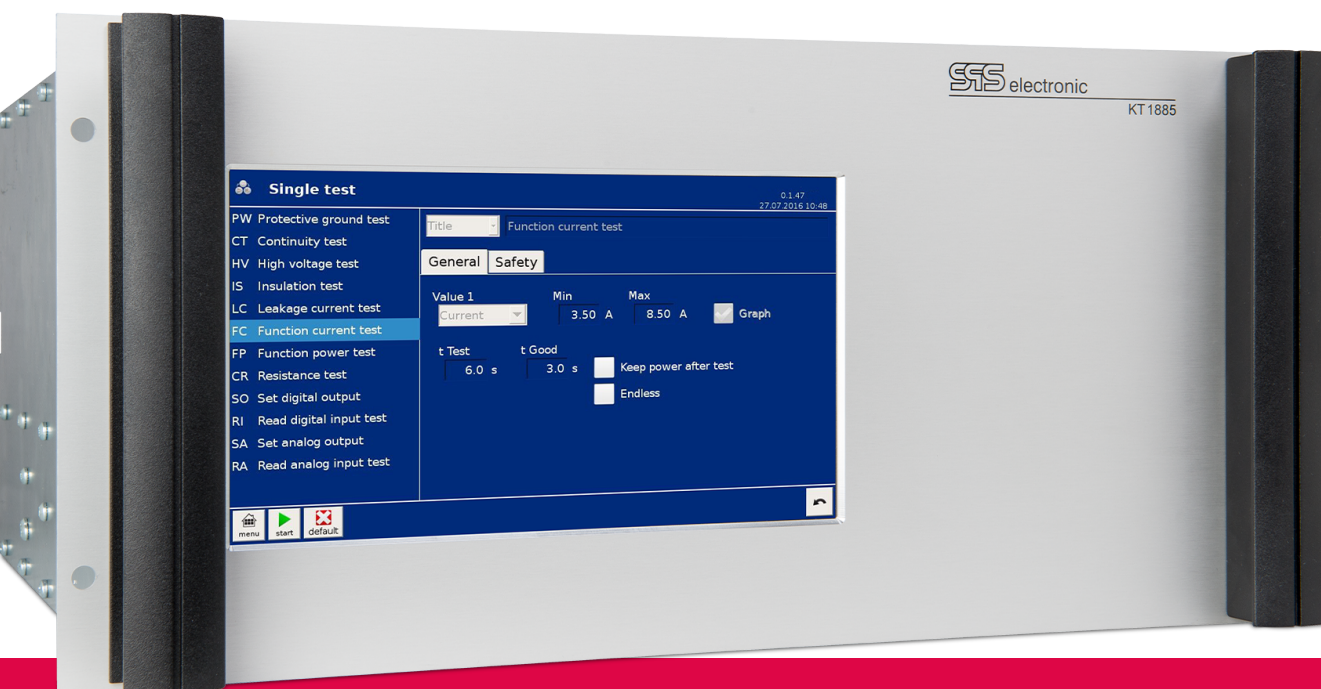 SPS electronic
KT 1885
Single test
0.1.47
27.07.2016 10:48
PW Protective ground test
CT Continuity test
HV High voltage test
IS Insulation test
LC Leakage current test
FC Function current test
FP Function power test
CR Resistance test
SO Set digital output
RI Read digital input test
SA Set analog output
RA Read analog input test
Title Function current test
General Safety
Value 1 Min Max
Current 3.50 A 8.50 A Graph
t Test t Good
6.0 s 3.0 s Keep power after test
Endless
menu start default